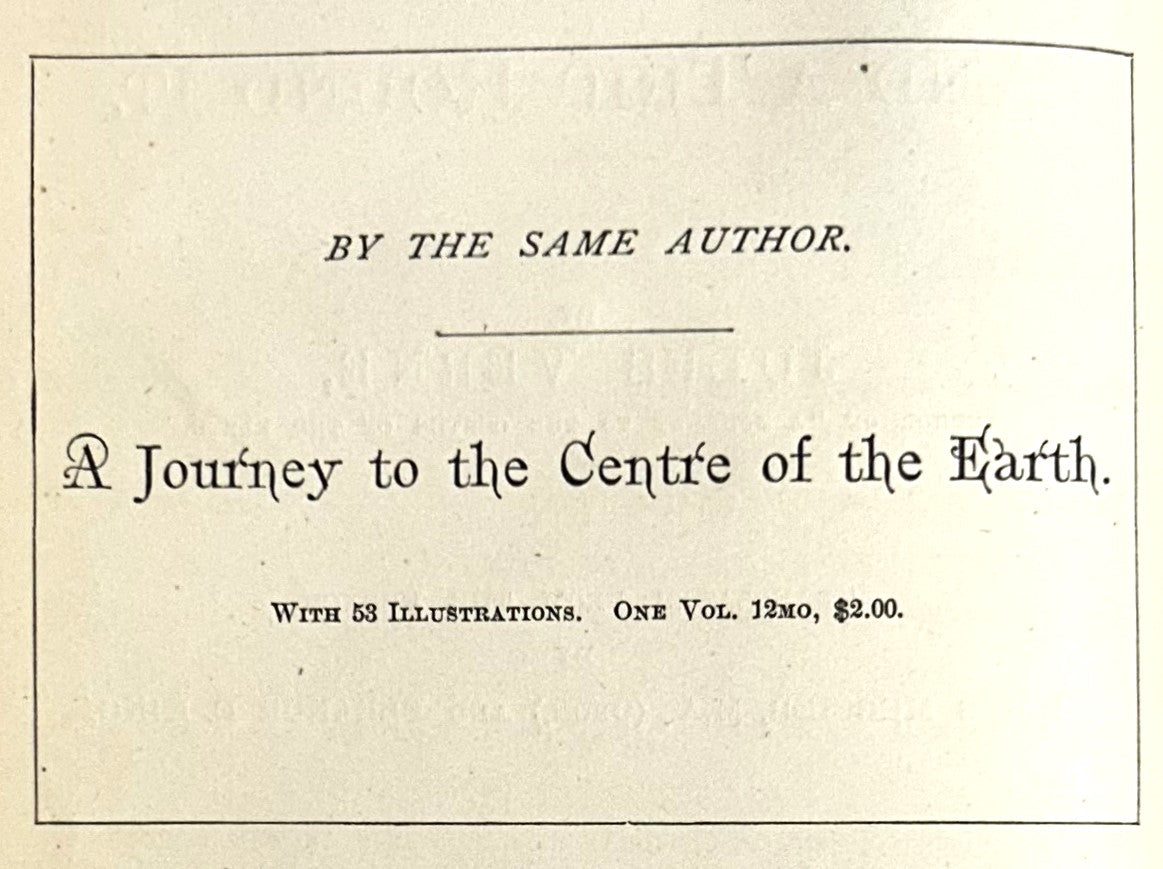 BY THE SAME AUTHOR.
A Journey to the Centre of the Earth.
WITH 53 ILLUSTRATIONS. ONE VOL. 12MO, $2.00.